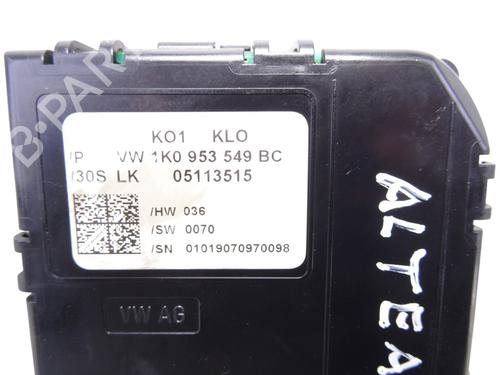 KO1 KLO
/P VW 1K0 953 549 BC
/30S LK 05113515
/HW 036
/SW 0070
/SN 01019070970098
VW AG
ALTEA
B-PARTS